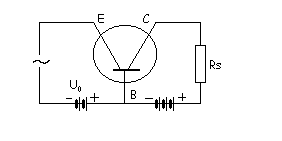 E C
Rs
U₀
- + B - +